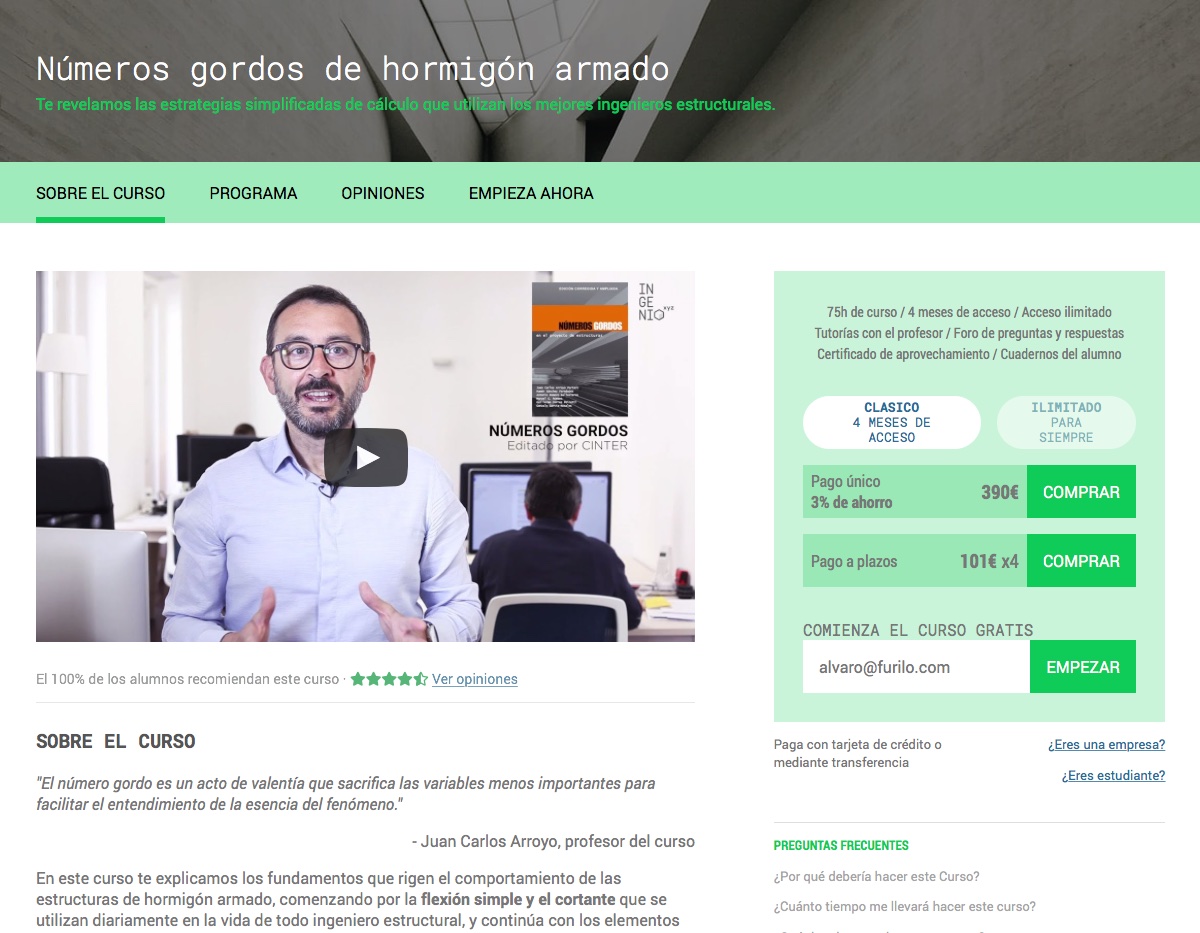 Números gordos de hormigón armado
Te revelamos las estrategias simplificadas de cálculo que utilizan los mejores ingenieros estructurales.
SOBRE EL CURSO
PROGRAMA
OPINIONES
EMPIEZA AHORA
NÚMEROS GORDOS
en el proyecto de estructuras
IN
GE
NIO xyz
NÚMEROS GORDOS
Editado por CINTER
El 100% de los alumnos recomiendan este curso · Ver opiniones
SOBRE EL CURSO
"El número gordo es un acto de valentía que sacrifica las variables menos importantes para
facilitar el entendimiento de la esencia del fenómeno."
- Juan Carlos Arroyo, profesor del curso
En este curso te explicamos los fundamentos que rigen el comportamiento de las
estructuras de hormigón armado, comenzando por la flexión simple y el cortante que se
utilizan diariamente en la vida de todo ingeniero estructural, y continúa con los elementos
75h de curso / 4 meses de acceso / Acceso ilimitado
Tutorías con el profesor / Foro de preguntas y respuestas
Certificado de aprovechamiento / Cuadernos del alumno
CLASICO
4 MESES DE
ACCESO
ILIMITADO
PARA
SIEMPRE
Pago único
3% de ahorro
390€
COMPRAR
Pago a plazos
101€ x4
COMPRAR
COMIENZA EL CURSO GRATIS
alvaro@furilo.com
EMPEZAR
Paga con tarjeta de crédito o
mediante transferencia
¿Eres una empresa?
¿Eres estudiante?
PREGUNTAS FRECUENTES
¿Por qué debería hacer este Curso?
¿Cuánto tiempo me llevará hacer este curso?